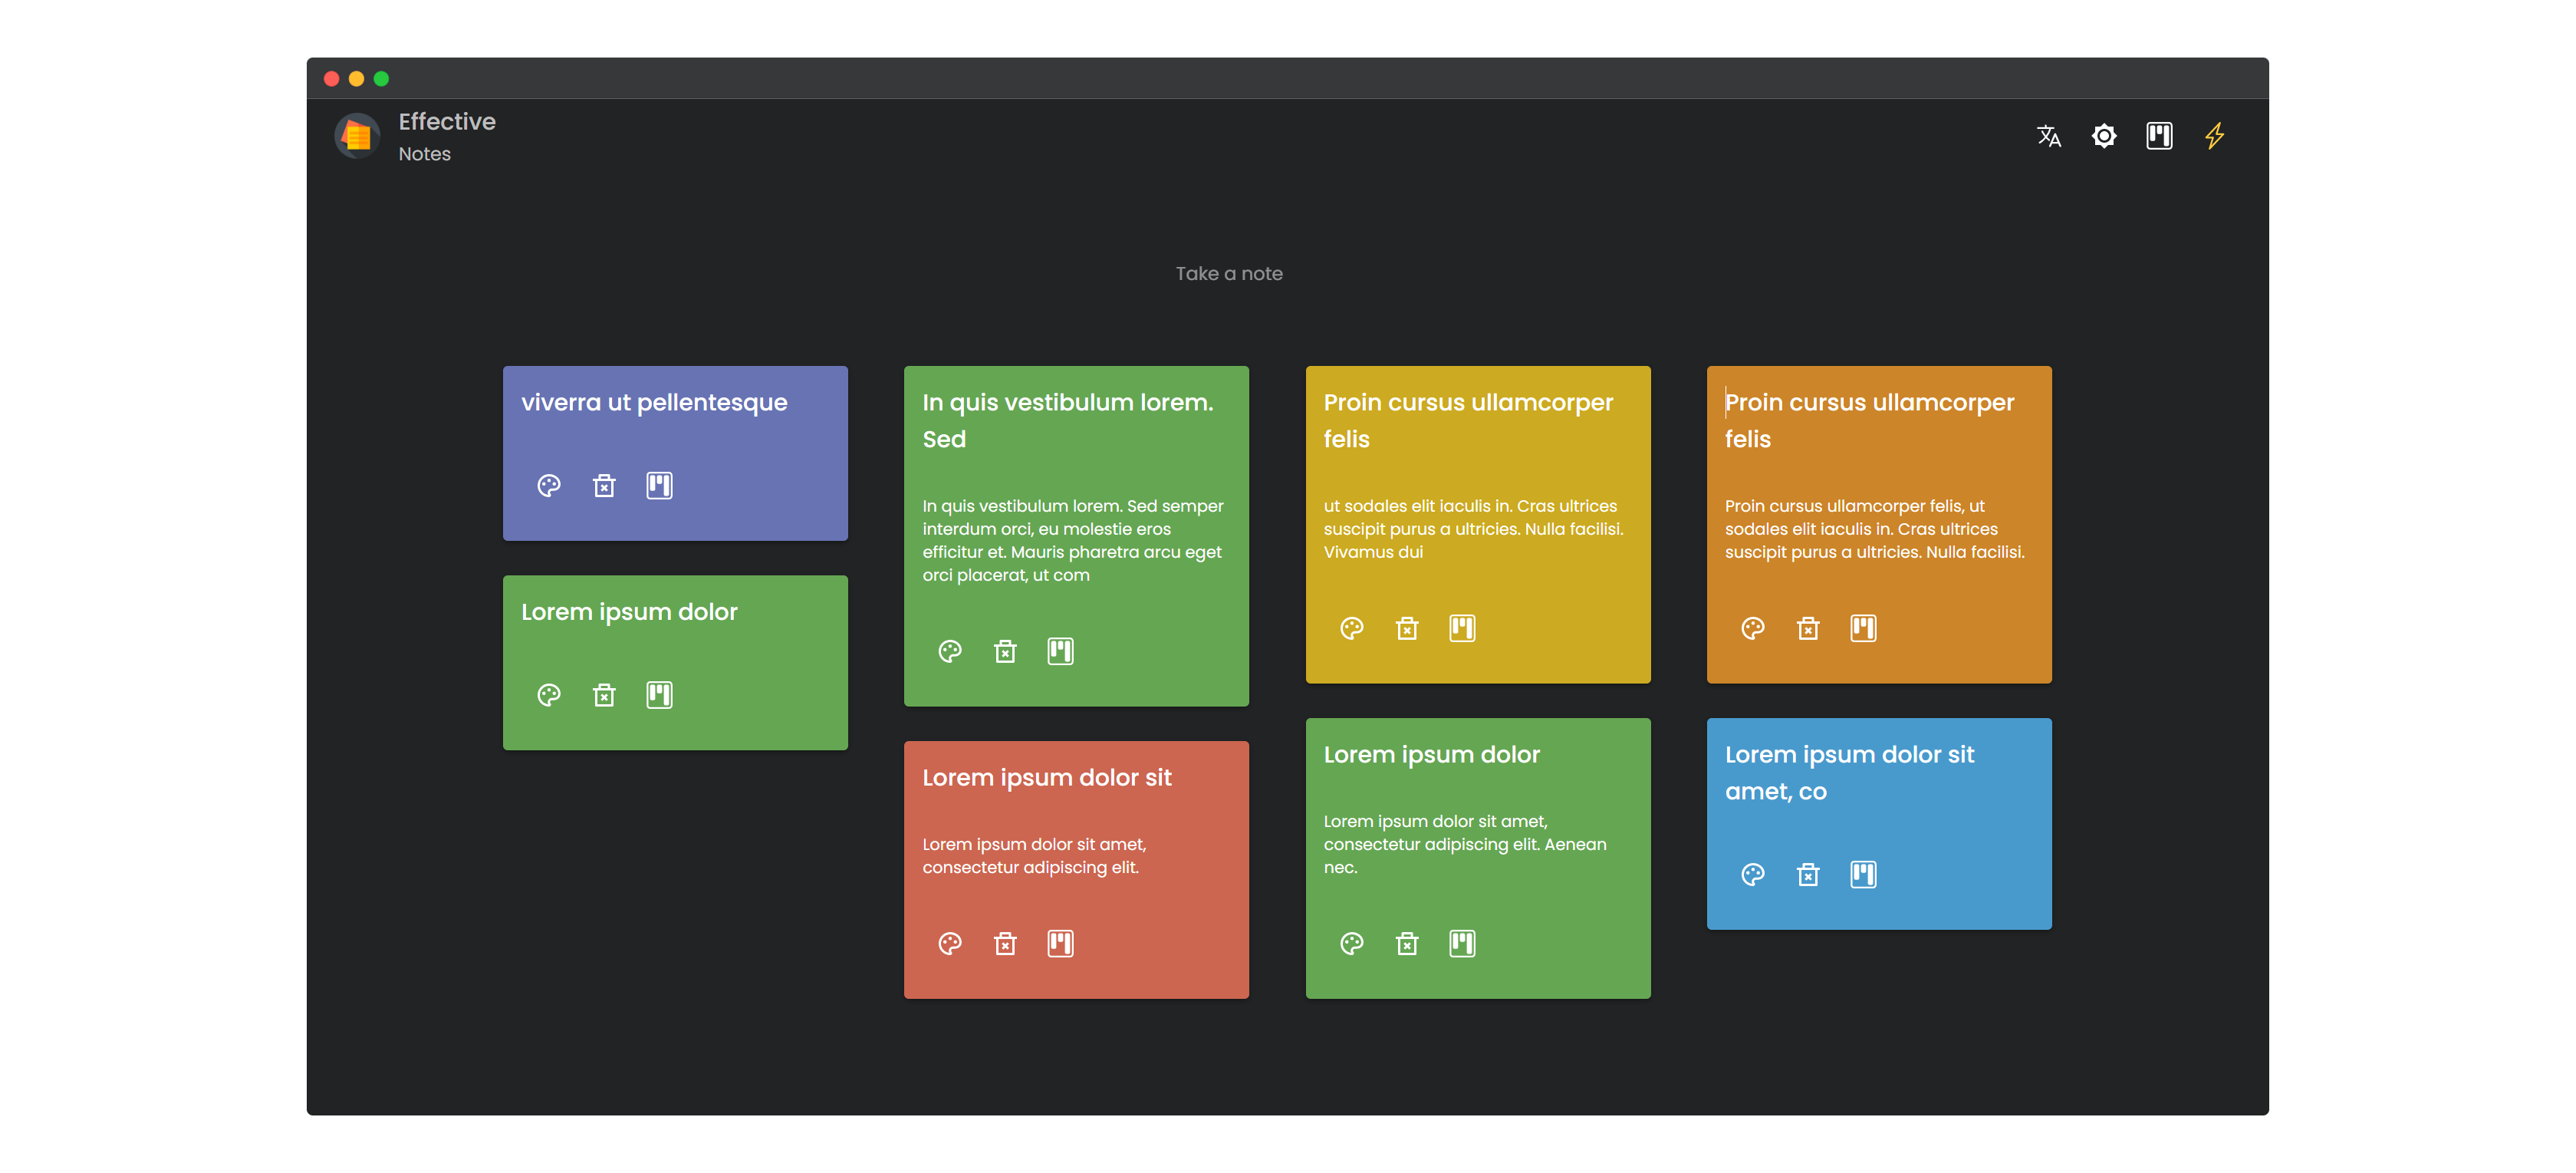 Effective
Notes
Take a note
viverra ut pellentesque
Lorem ipsum dolor
In quis vestibulum lorem.
Sed
In quis vestibulum lorem. Sed semper
interdum orci, eu molestie eros
efficitur et. Mauris pharetra arcu eget
orci placerat, ut com
Lorem ipsum dolor sit
Lorem ipsum dolor sit amet,
consectetur adipiscing elit.
Proin cursus ullamcorper
felis
ut sodales elit iaculis in. Cras ultrices
suscipit purus a ultricies. Nulla facilisi.
Vivamus dui
Lorem ipsum dolor
Lorem ipsum dolor sit amet,
consectetur adipiscing elit. Aenean
nec.
Proin cursus ullamcorper
felis
Proin cursus ullamcorper felis, ut
sodales elit iaculis in. Cras ultrices
suscipit purus a ultricies. Nulla facilisi.
Lorem ipsum dolor sit
amet, co